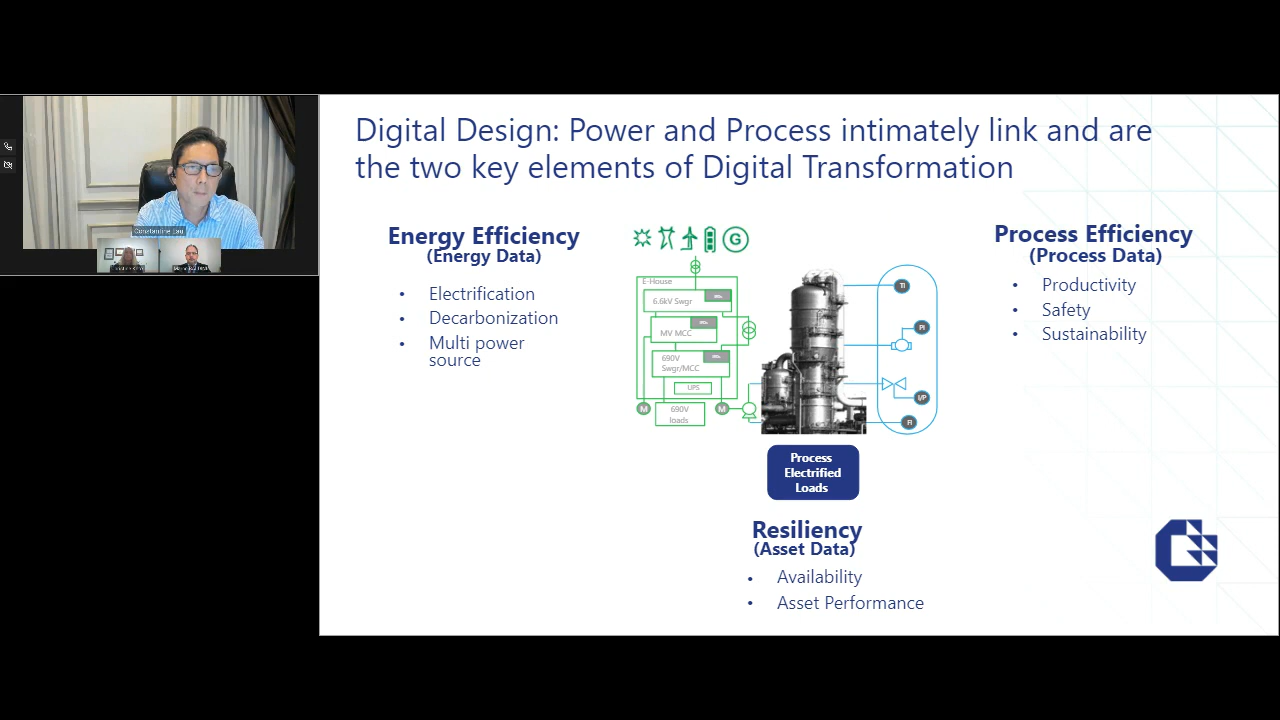 Digital Design: Power and Process intimately link and are
the two key elements of Digital Transformation
Constantine Lau
Energy Efficiency
(Energy Data)
• Electrification
• Decarbonization
• Multi power
source
G
E-House
6.6kV Swgr
MV MCC
690V
Swgr/MCC
UPS
M
690V
loads
M
TI
PI
I/P
FI
Process
Electrified
Loads
Process Efficiency
(Process Data)
• Productivity
• Safety
• Sustainability
Resiliency
(Asset Data)
• Availability
• Asset Performance